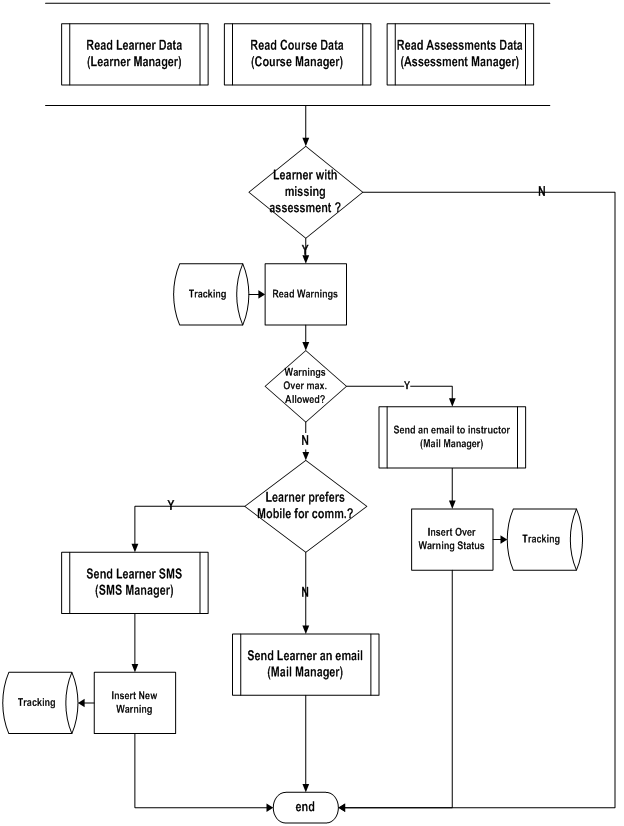 Read Learner Data
(Learner Manager)
Read Course Data
(Course Manager)
Read Assessments Data
(Assessment Manager)
Learner with
missing
assessment ?
N
Y
Tracking
Read Warnings
Warnings
Over max.
Allowed?
Y
Send an email to instructor
(Mail Manager)
N
Learner prefers
Mobile for comm.?
Y
Insert Over
Warning Status
Tracking
Send Learner SMS
(SMS Manager)
N
Send Learner an email
(Mail Manager)
Tracking
Insert New
Warning
end